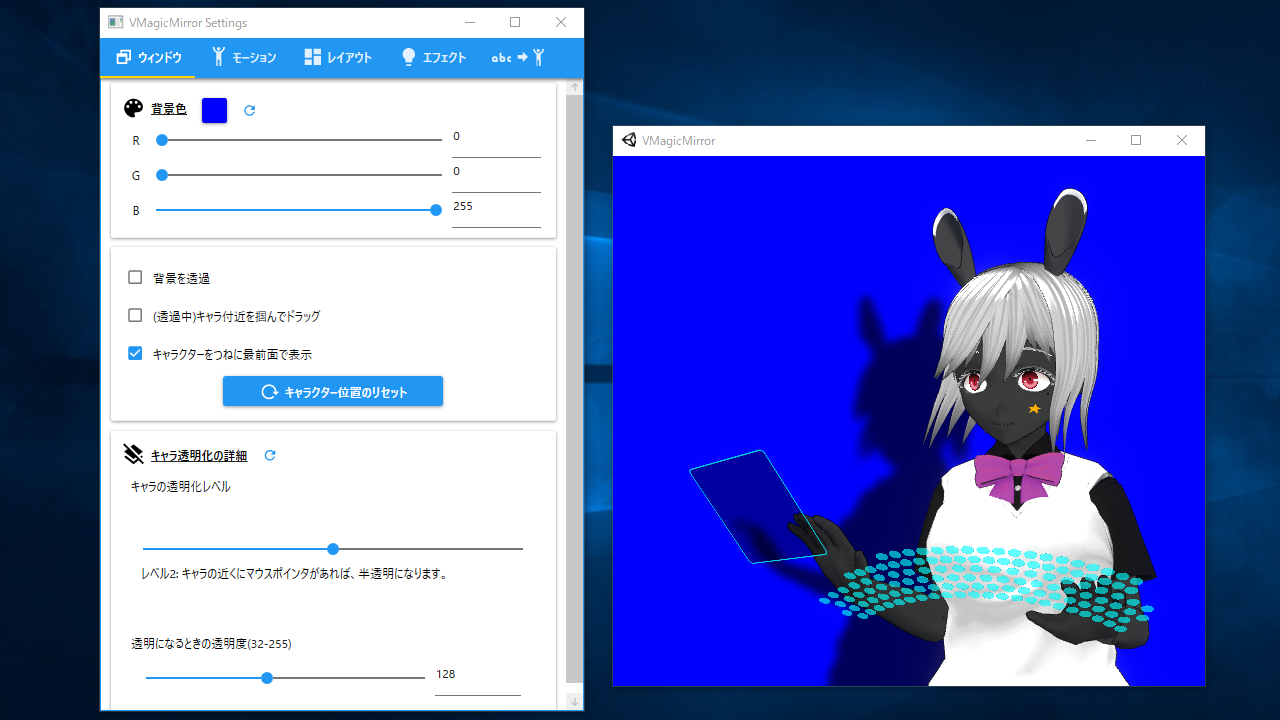 VMagicMirror Settings
ウィンドウ
モーション
レイアウト
エフェクト
abc
背景色
R
0
G
0
B
255
背景を透過
(透過中)キャラ付近を掴んでドラッグ
キャラクターをつねに最前面で表示
キャラクター位置のリセット
キャラ透明化の詳細
キャラの透明化レベル
レベル2: キャラの近くにマウスポインタがあれば、半透明になります。
透明になるときの透明度(32-255)
128
VMagicMirror